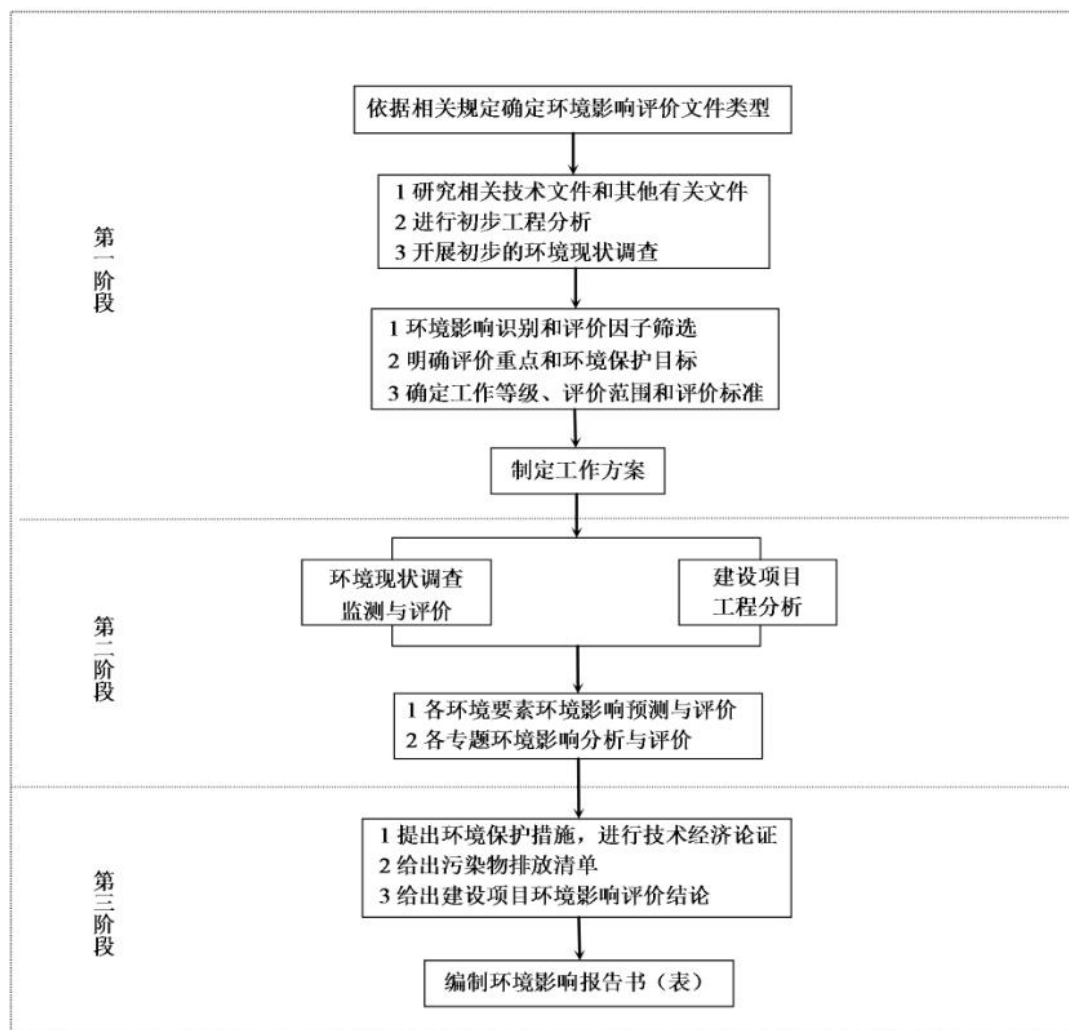 依据相关规定确定环境影响评价文件类型
1 研究相关技术文件和其他有关文件
2 进行初步工程分析
3 开展初步的环境现状调查
第一阶段
1 环境影响识别和评价因子筛选
2 明确评价重点和环境保护目标
3 确定工作等级、评价范围和评价标准
制定工作方案
第二阶段
环境现状调查
监测与评价
建设项目
工程分析
1 各环境要素环境影响预测与评价
2 各专题环境影响分析与评价
第三阶段
1 提出环境保护措施，进行技术经济论证
2 给出污染物排放清单
3 给出建设项目环境影响评价结论
编制环境影响报告书（表）